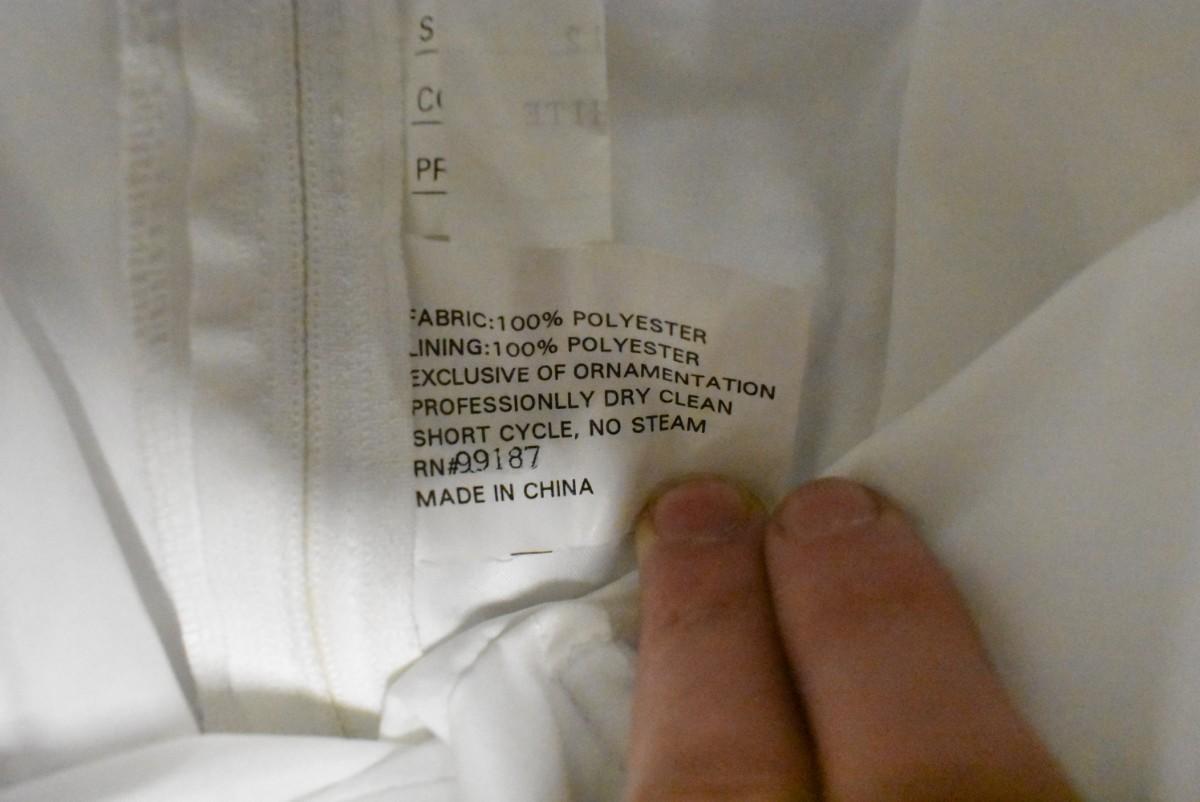 S
C
PR
FABRIC:100% POLYESTER
LINING:100% POLYESTER
EXCLUSIVE OF ORNAMENTATION
PROFESSIONLLY DRY CLEAN
SHORT CYCLE, NO STEAM
RN#99187
MADE IN CHINA